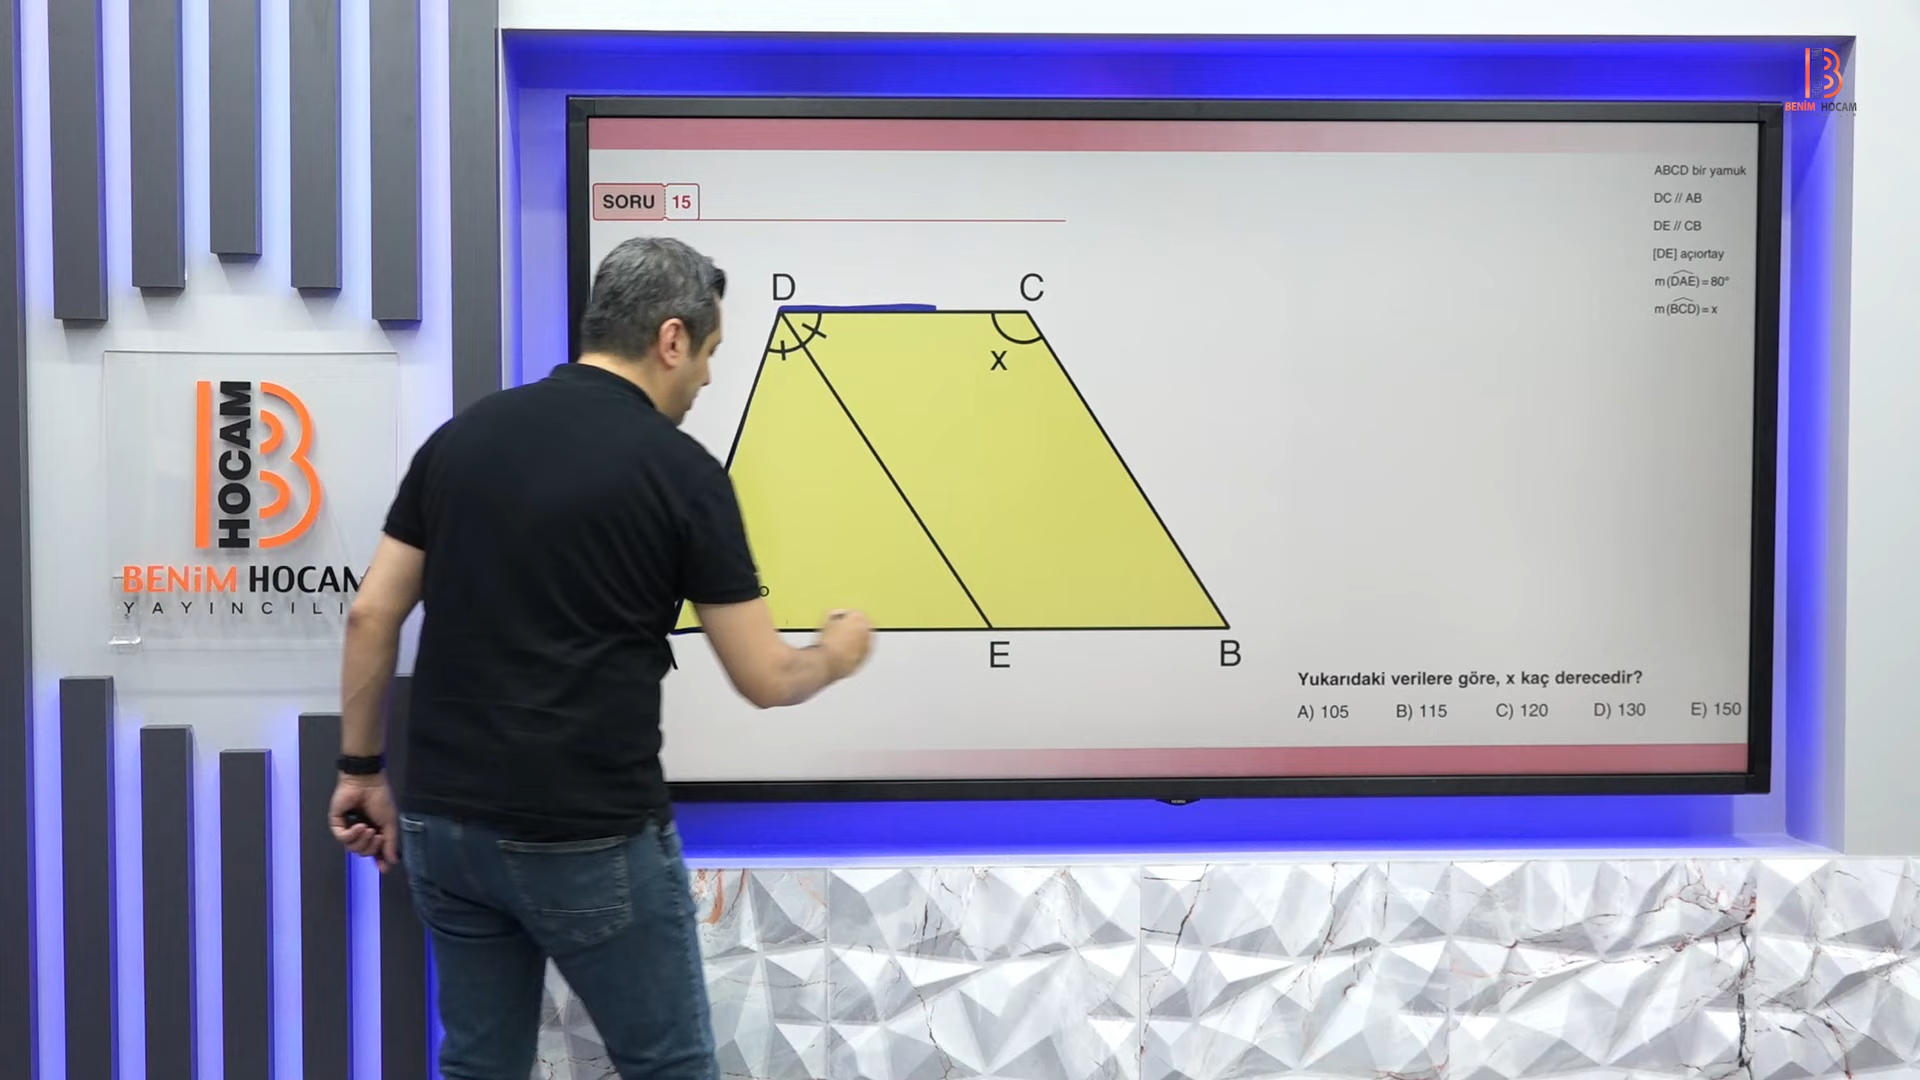 BENİM HOCAM
SORU 15
ABCD bir yamuk
DC // AB
DE // CB
[DE] açıortay
m(DAE) = 80°
m(BCD) = x
D
C
x
E
B
Yukarıdaki verilere göre, x kaç derecedir?
A) 105 B) 115 C) 120 D) 130 E) 150
B HOCAM
BENİM HOCAM
YAYINCILI